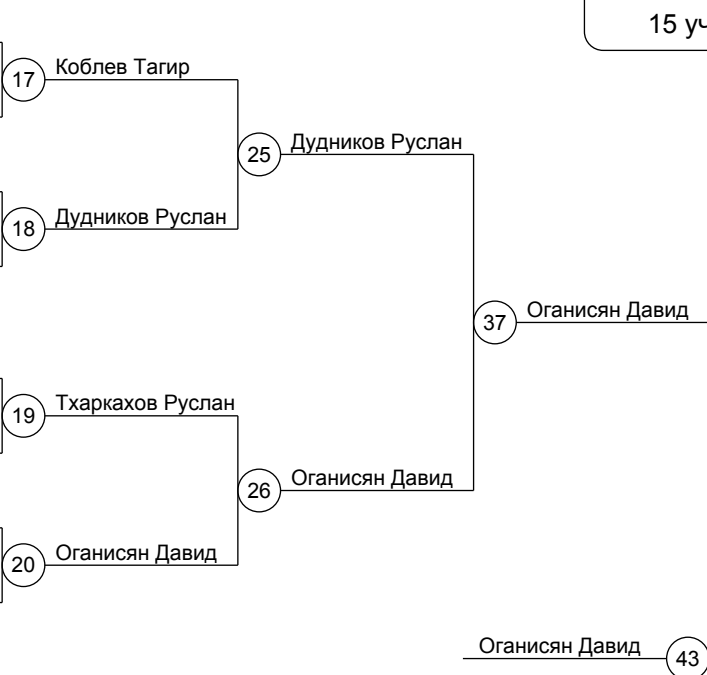 15 уч
17 Коблев Тагир
25 Дудников Руслан
18 Дудников Руслан
37 Оганисян Давид
19 Тхаркахов Руслан
26 Оганисян Давид
20 Оганисян Давид
Оганисян Давид 43